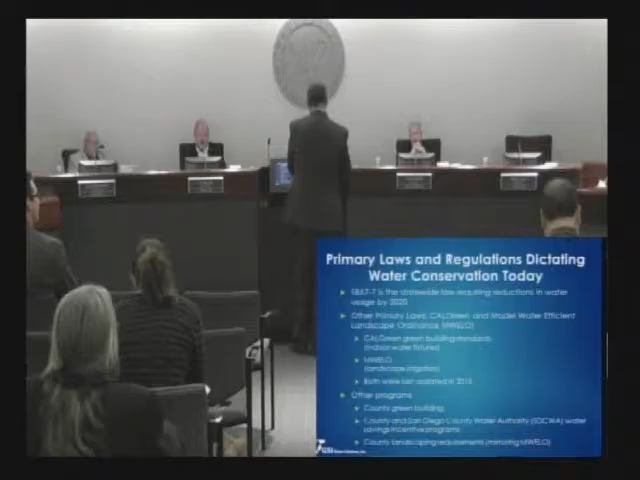 Primary Laws and Regulations Dictating
Water Conservation Today
SBX7-7 is the statewide law requiring reductions in water
usage by 2020
Other Primary Laws: CALGreen and Model Water Efficient
Landscape Ordinance (MWELO)
CALGreen green building standards
(indoor water fixtures)
MWELO
(landscape irrigation)
Both were last updated in 2015
Other programs
County green building
County and San Diego County Water Authority (SDCWA) water
savings incentive programs
County landscaping requirements (mirroring MWELO)